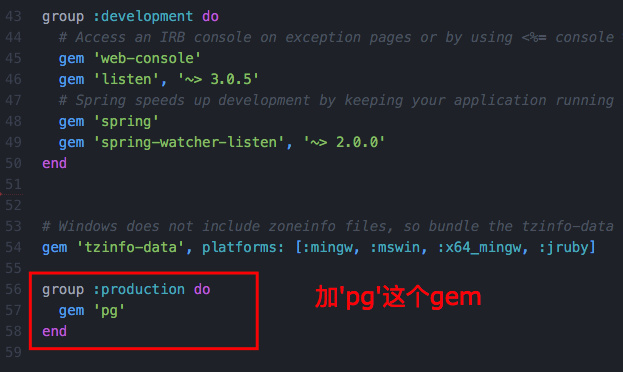 43 group :development do
44 # Access an IRB console on exception pages or by using <%= console
45 gem 'web-console'
46 gem 'listen', '~> 3.0.5'
47 # Spring speeds up development by keeping your application running
48 gem 'spring'
49 gem 'spring-watcher-listen', '~> 2.0.0'
50 end
51
52
53 # Windows does not include zoneinfo files, so bundle the tzinfo-data
54 gem 'tzinfo-data', platforms: [:mingw, :mswin, :x64_mingw, :jruby]
55
56 group :production do
57 gem 'pg'
58 end
59
加'pg'这个gem